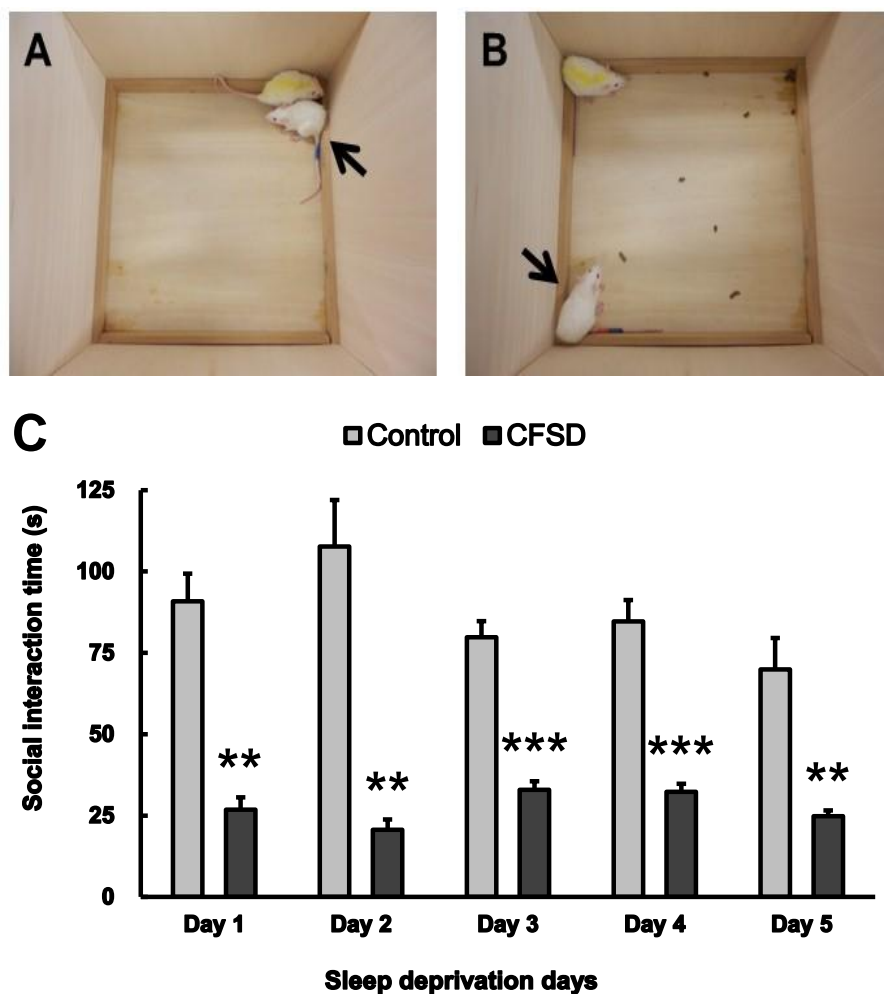 A
B
C
Control CFSD
Social interaction time (s)
125
100
75
50
25
0
**
**
***
***
**
Day 1 Day 2 Day 3 Day 4 Day 5
Sleep deprivation days